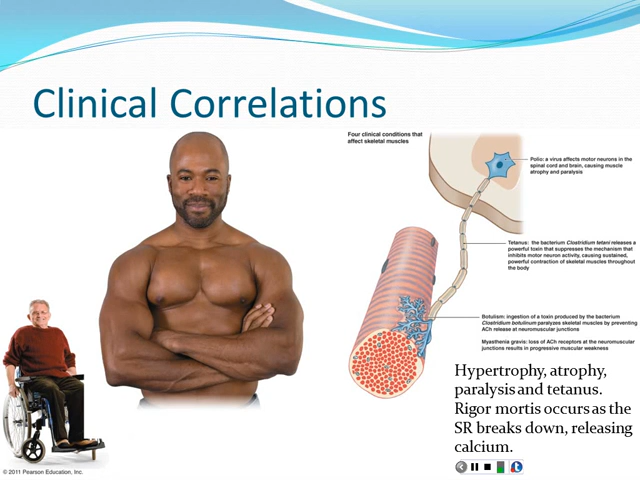 Clinical Correlations
Four clinical conditions that
affect skeletal muscles
Polio: a virus affects motor neurons in the
spinal cord and brain, causing muscle
atrophy and paralysis
Tetanus: the bacterium Clostridium tetani releases a
powerful toxin that suppresses the mechanism that
inhibits motor neuron activity, causing sustained,
powerful contraction of skeletal muscles throughout
the body
Botulism: ingestion of a toxin produced by the bacterium
Clostridium botulinum paralyzes skeletal muscles by preventing
ACh release at neuromuscular junctions
Myasthenia gravis: loss of ACh receptors at the neuromuscular
junctions results in progressive muscular weakness
Hypertrophy, atrophy,
paralysis and tetanus.
Rigor mortis occurs as the
SR breaks down, releasing
calcium.
© 2011 Pearson Education, Inc.